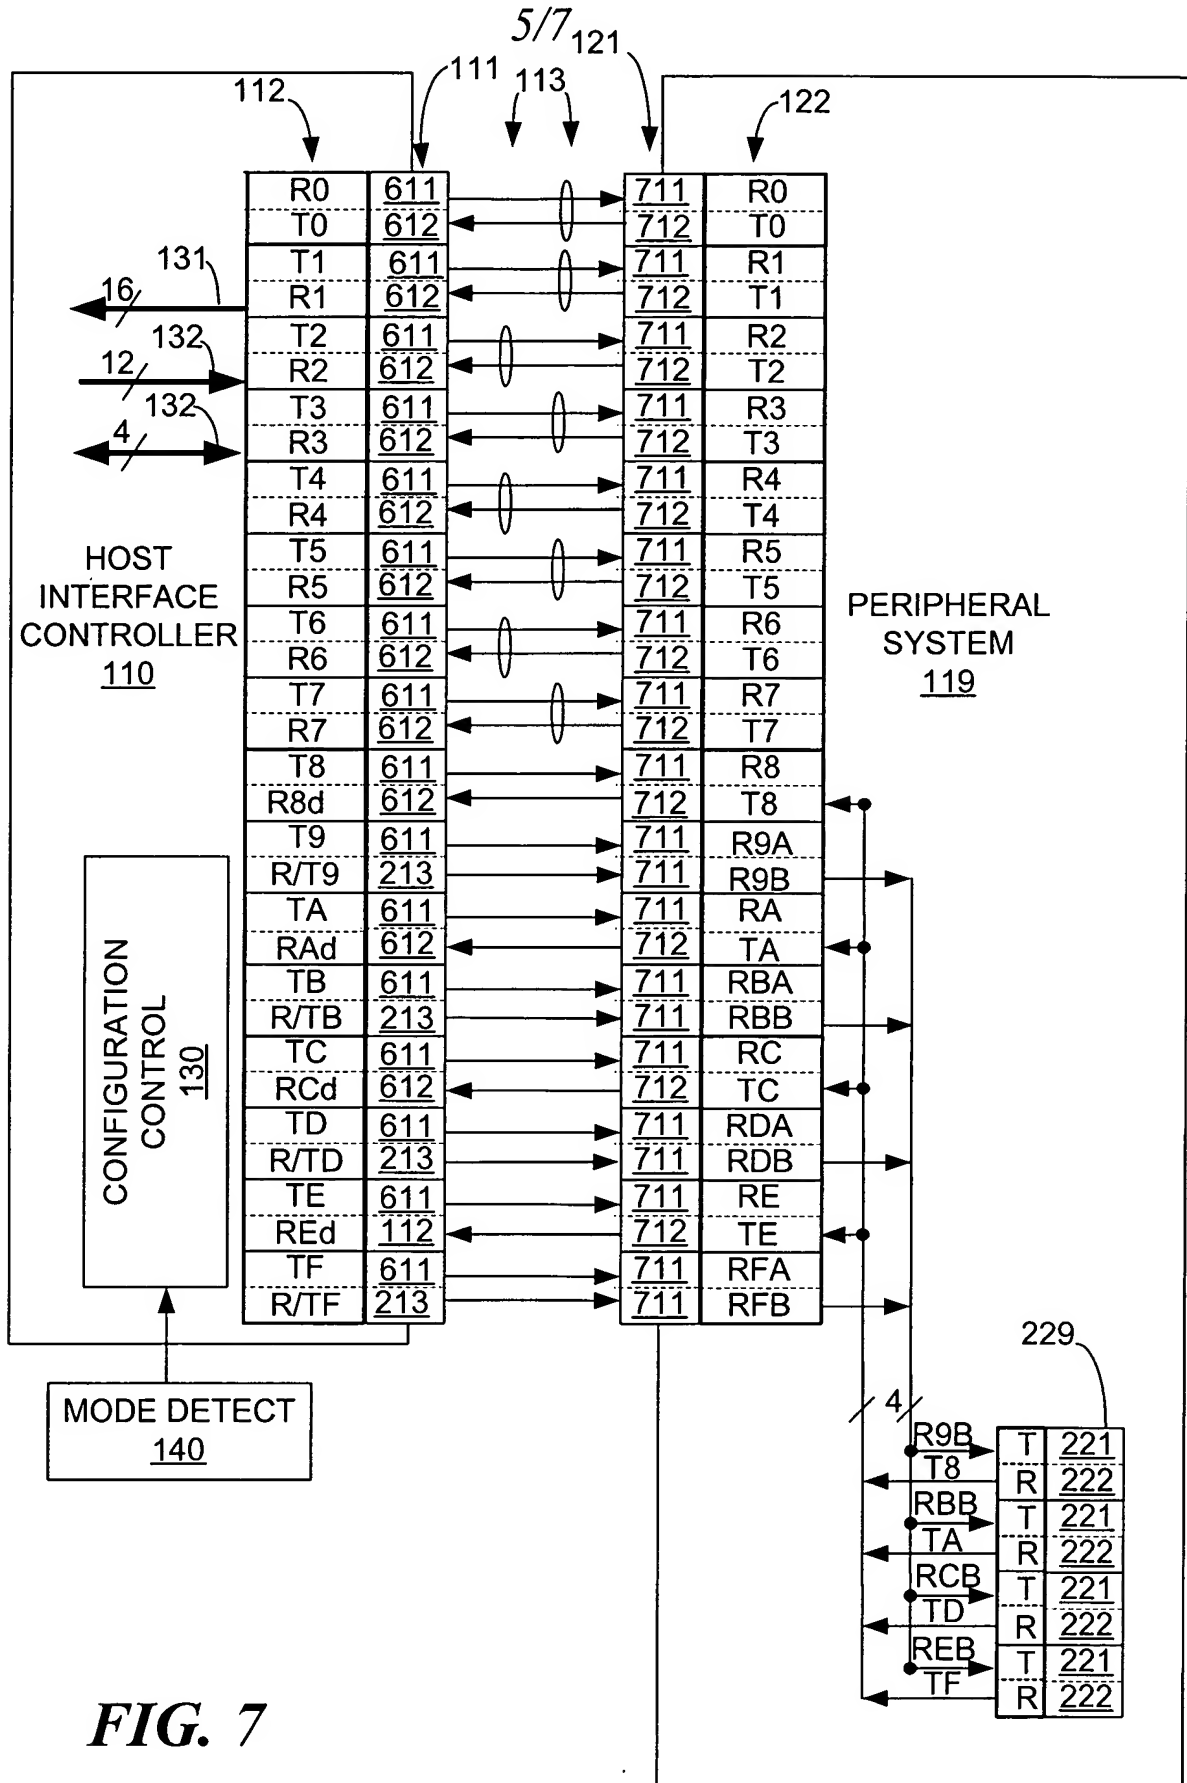 5/7
121
111
113
112
122
R0 611 711 R0
T0 612 712 T0
T1 611 711 R1
R1 612 712 T1
T2 611 711 R2
R2 612 712 T2
T3 611 711 R3
R3 612 712 T3
T4 611 711 R4
R4 612 712 T4
T5 611 711 R5
R5 612 712 T5
T6 611 711 R6
R6 612 712 T6
T7 611 711 R7
R7 612 712 T7
T8 611 711 R8
R8d 612 712 T8
T9 611 711 R9A
R/T9 213 711 R9B
TA 611 711 RA
RAd 612 712 TA
TB 611 711 RBA
R/TB 213 711 RBB
TC 611 711 RC
RCd 612 712 TC
TD 611 711 RDA
R/TD 213 711 RDB
TE 611 711 RE
REd 112 712 TE
TF 611 711 RFA
R/TF 213 711 RFB
131
16
132
12
132
4
HOST
INTERFACE
CONTROLLER
110
PERIPHERAL
SYSTEM
119
CONFIGURATION
CONTROL
130
MODE DETECT
140
229
4
R9B T 221
T8 R 222
RBB T 221
TA R 222
RCB T 221
TD R 222
REB T 221
TF R 222
FIG. 7